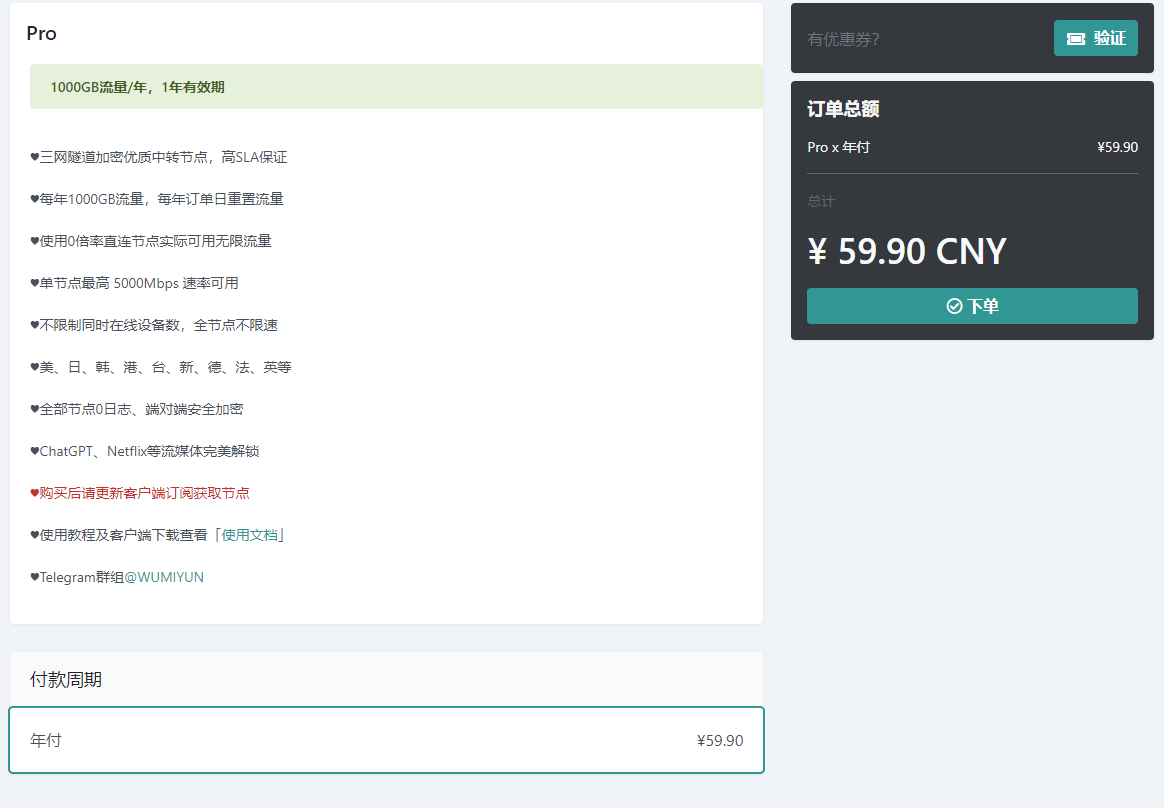 Pro
1000GB流量/年，1年有效期
♥三网隧道加密优质中转节点，高SLA保证
♥每年1000GB流量，每年订单日重置流量
♥使用0倍率直连节点实际可用无限流量
♥单节点最高 5000Mbps 速率可用
♥不限制同时在线设备数，全节点不限速
♥美、日、韩、港、台、新、德、法、英等
♥全部节点0日志、端对端安全加密
♥ChatGPT、Netflix等流媒体完美解锁
♥购买后请更新客户端订阅获取节点
♥使用教程及客户端下载查看「使用文档」
♥Telegram群组@WUMIYUN
付款周期
年付 ¥59.90
有优惠券？ 验证
订单总额
Pro x 年付 ¥59.90
总计
¥ 59.90 CNY
下单